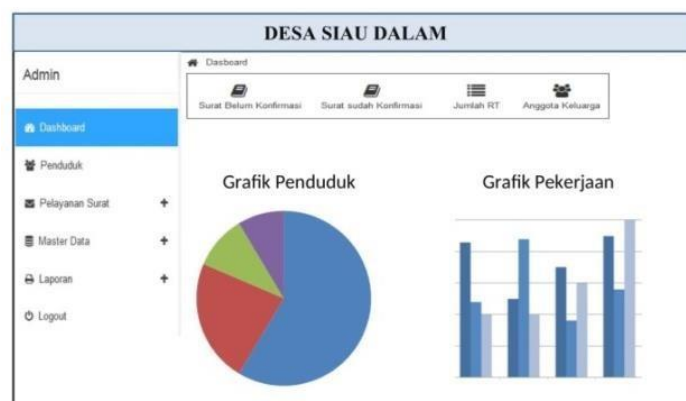 DESA SIAU DALAM
Admin
Dasboard
Surat Belum Konfirmasi
Surat sudah Konfirmasi
Jumlah RT
Anggota Keluarga
Dashboard
Penduduk
Pelayanan Surat +
Master Data +
Laporan +
Logout
Grafik Penduduk
Grafik Pekerjaan